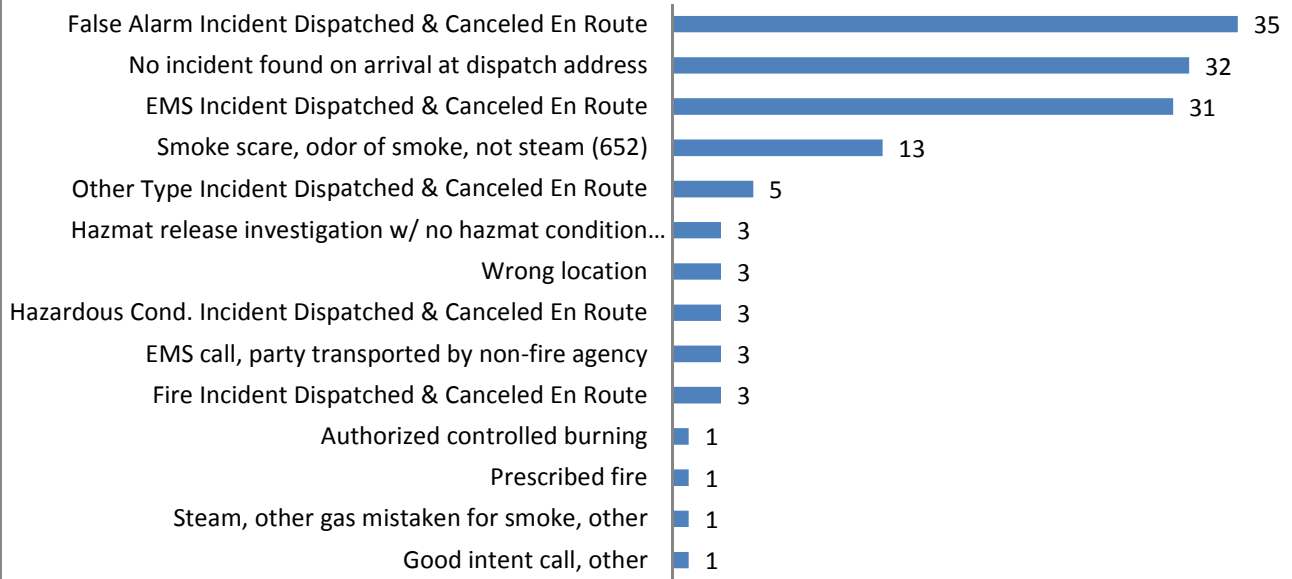 False Alarm Incident Dispatched & Canceled En Route 35
No incident found on arrival at dispatch address 32
EMS Incident Dispatched & Canceled En Route 31
Smoke scare, odor of smoke, not steam (652) 13
Other Type Incident Dispatched & Canceled En Route 5
Hazmat release investigation w/ no hazmat condition… 3
Wrong location 3
Hazardous Cond. Incident Dispatched & Canceled En Route 3
EMS call, party transported by non-fire agency 3
Fire Incident Dispatched & Canceled En Route 3
Authorized controlled burning 1
Prescribed fire 1
Steam, other gas mistaken for smoke, other 1
Good intent call, other 1